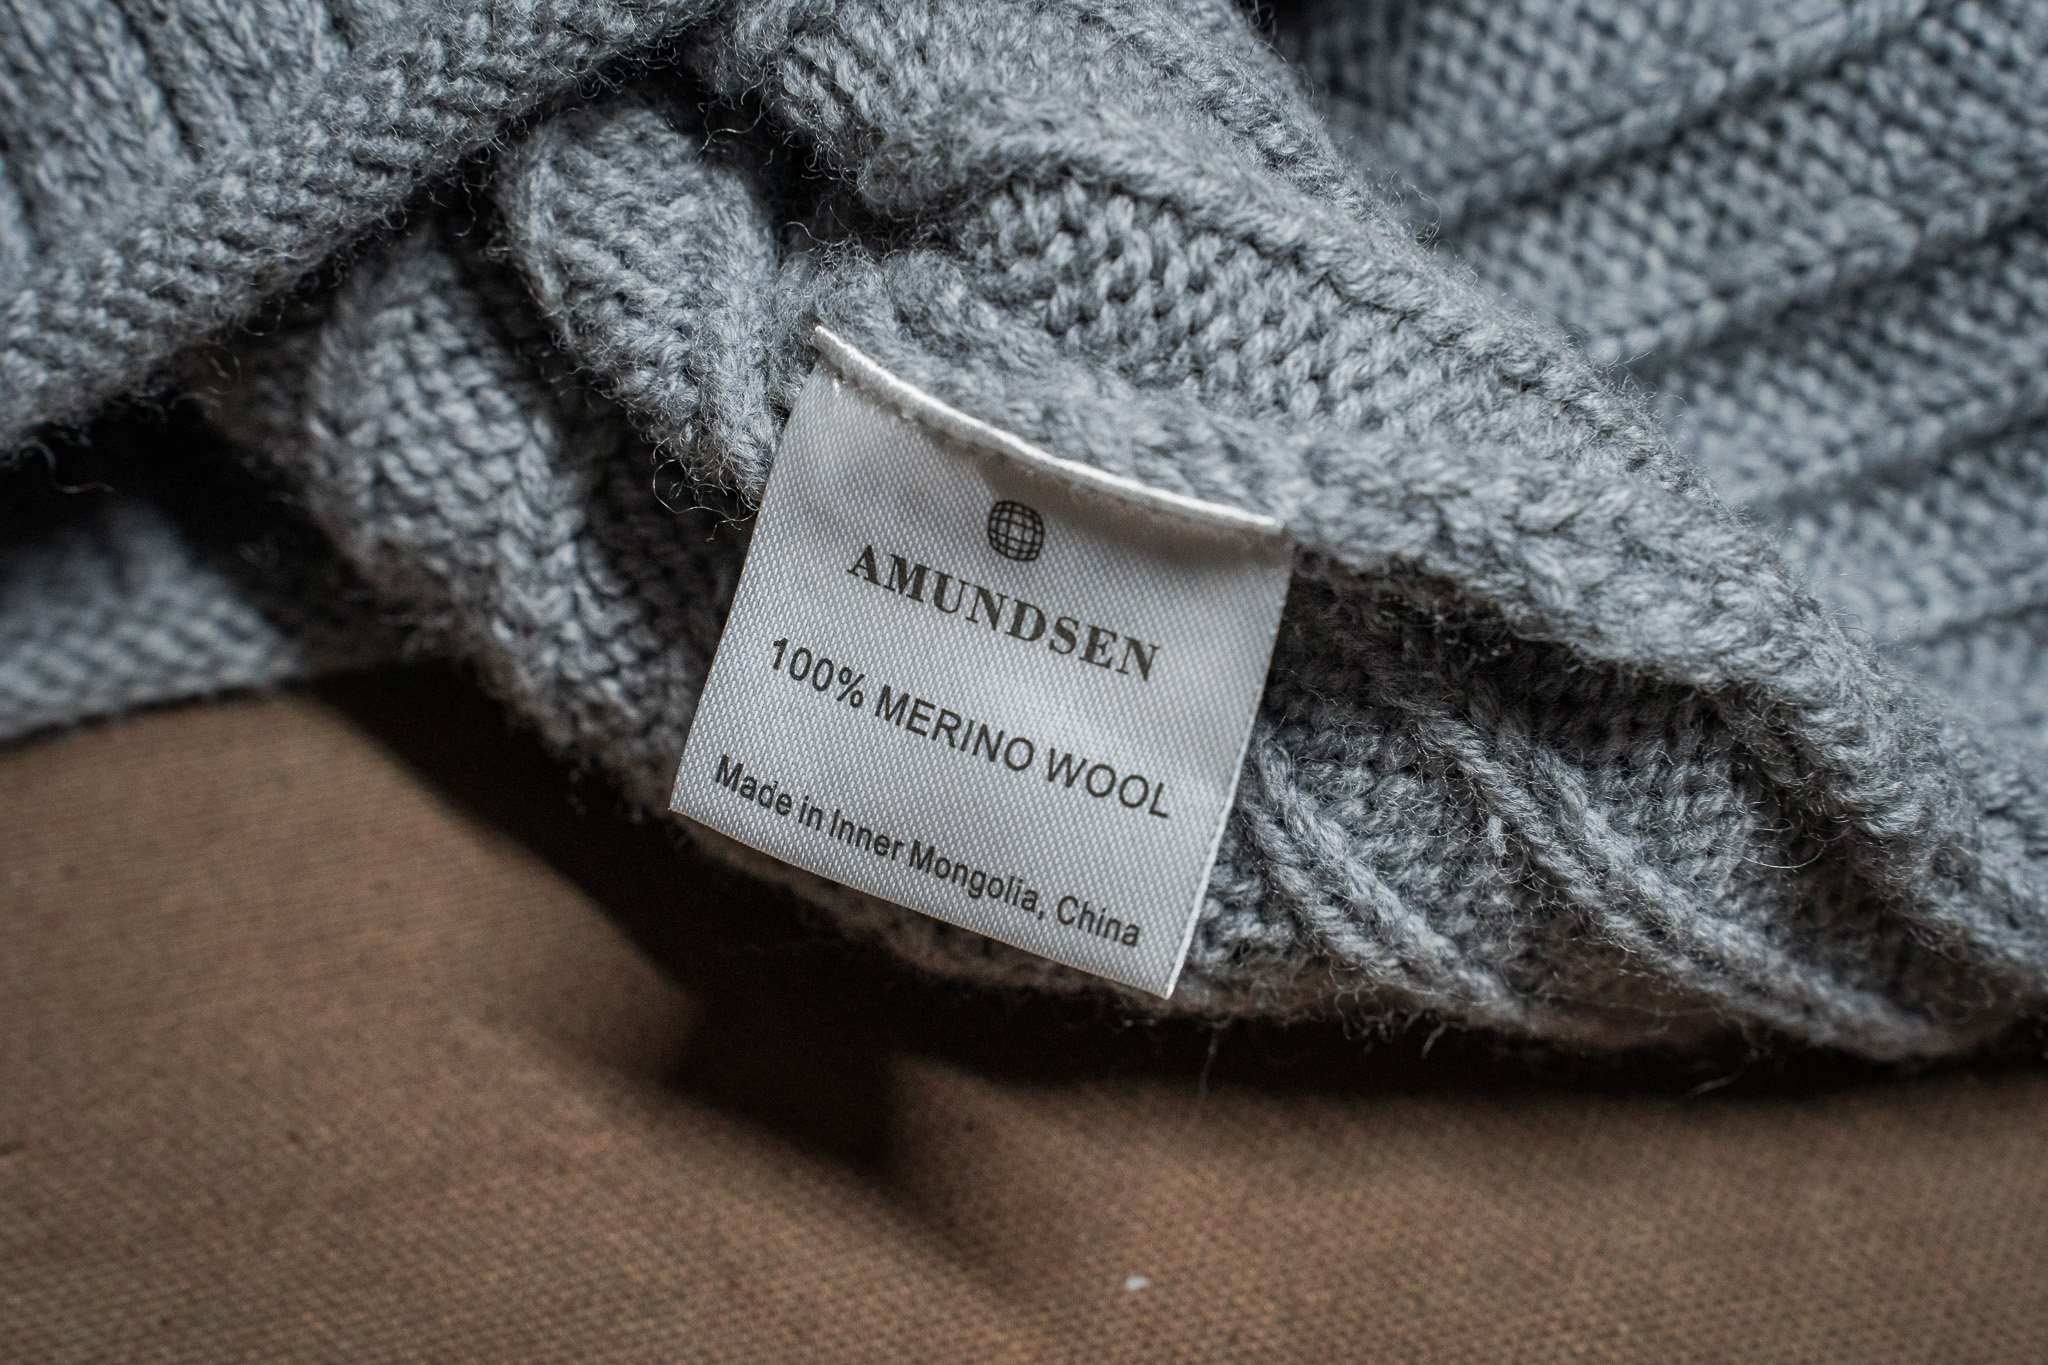 AMUNDSEN
100% MERINO WOOL
Made in Inner Mongolia, China